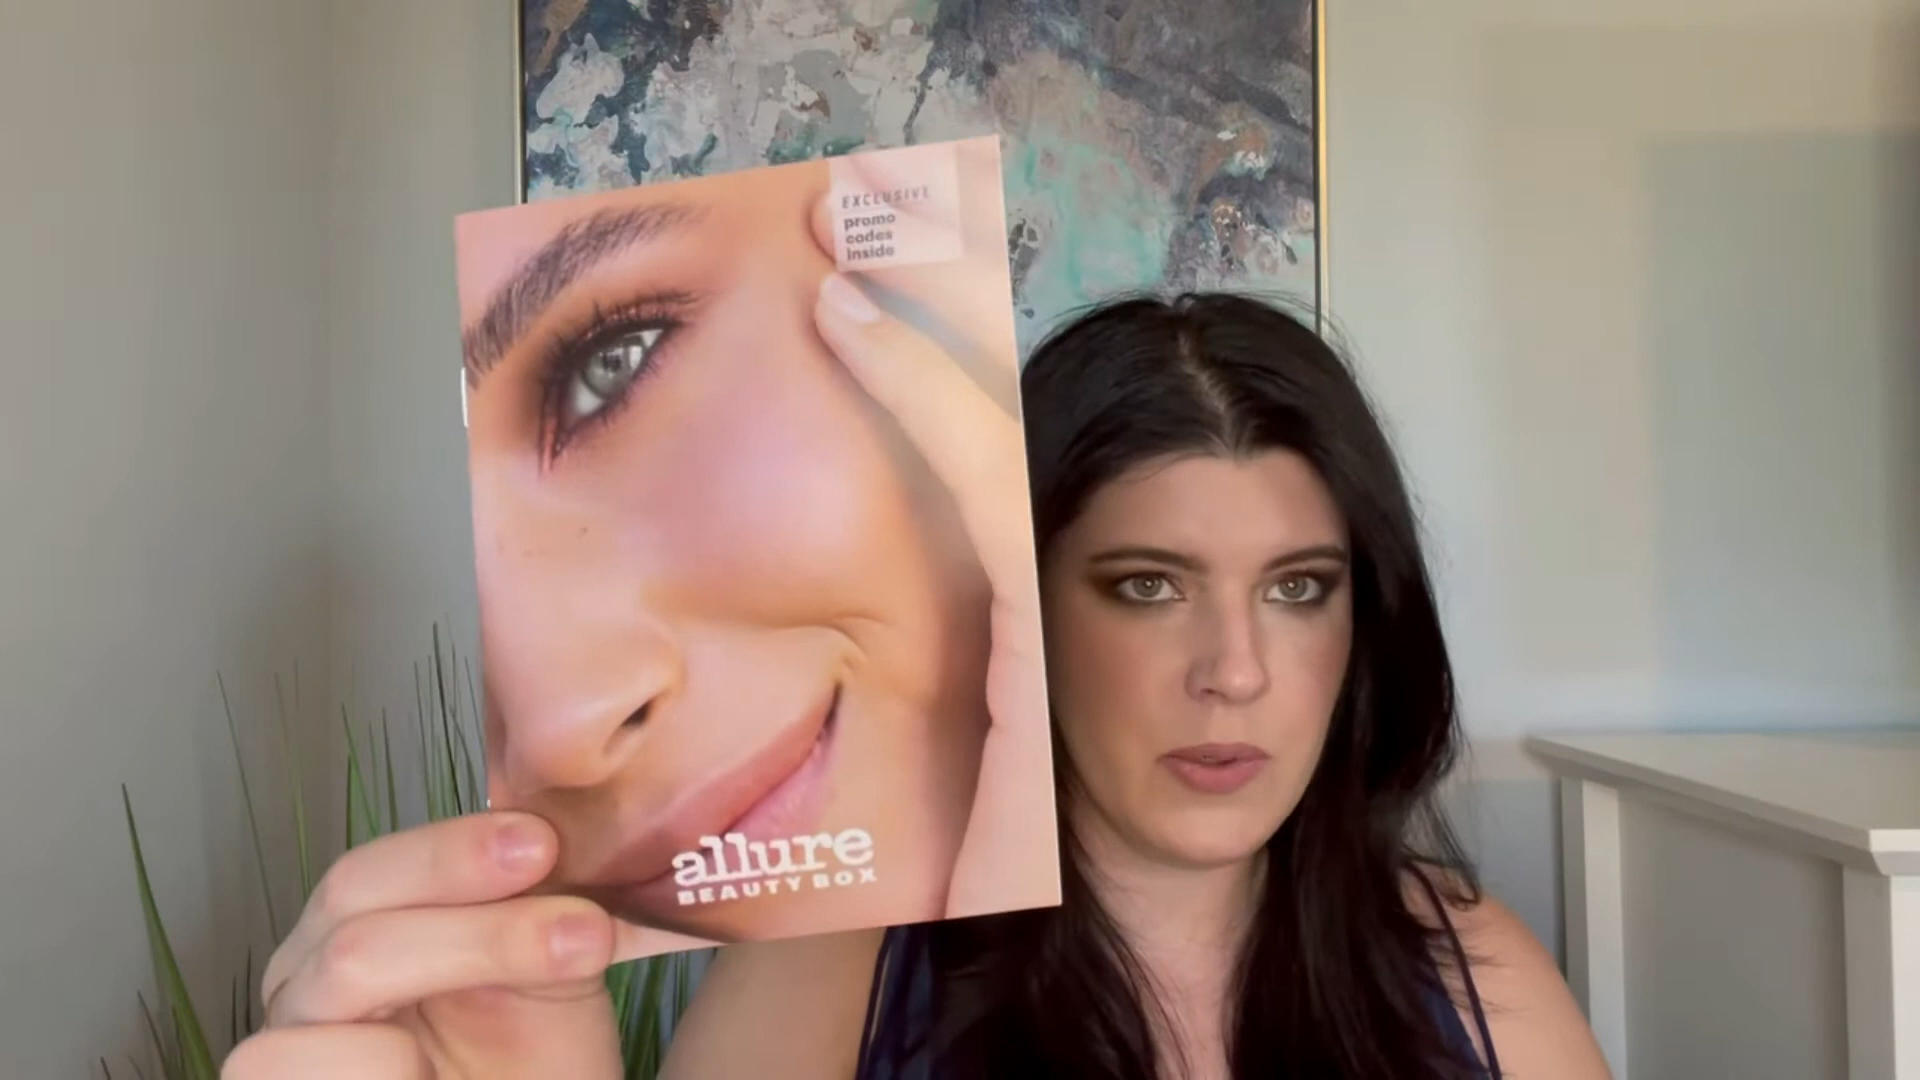 EXCLUSIVE
promo
codes
inside
allure
BEAUTY BOX